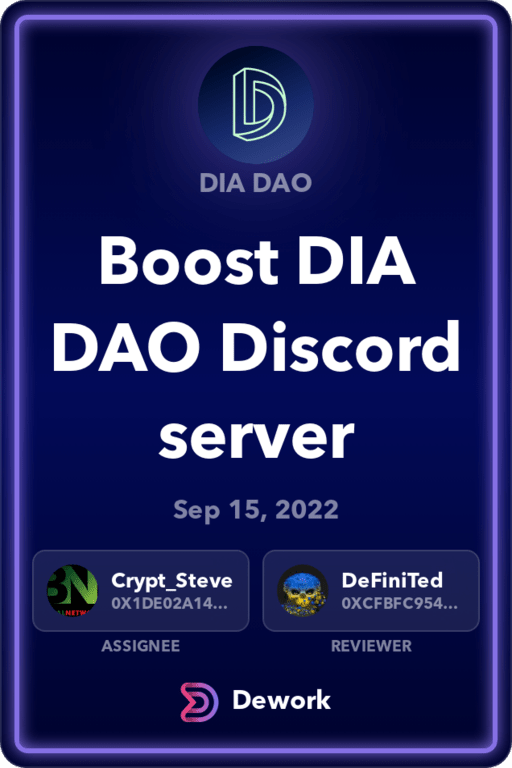 DIA DAO
Boost DIA
DAO Discord
server
Sep 15, 2022
Crypt_Steve
0X1DE02A14...
DeFiniTed
0XCFBFC954...
ASSIGNEE
REVIEWER
Dework